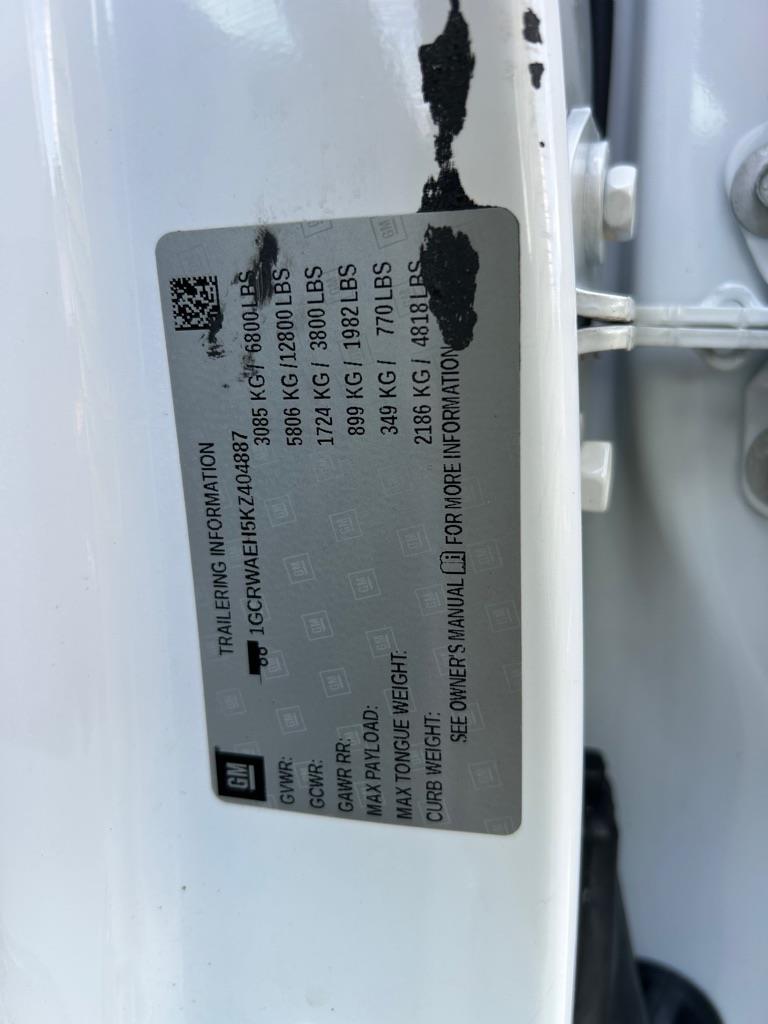 GM
TRAILERING INFORMATION
1GCRWAEH5KZ404887
GVWR: 3085 KG / 6800 LBS
GCWR: 5806 KG / 12800 LBS
GAWR RR: 1724 KG / 3800 LBS
MAX PAYLOAD: 899 KG / 1982 LBS
MAX TONGUE WEIGHT: 349 KG / 770 LBS
CURB WEIGHT: 2186 KG / 4818 LBS
SEE OWNER'S MANUAL FOR MORE INFORMATION